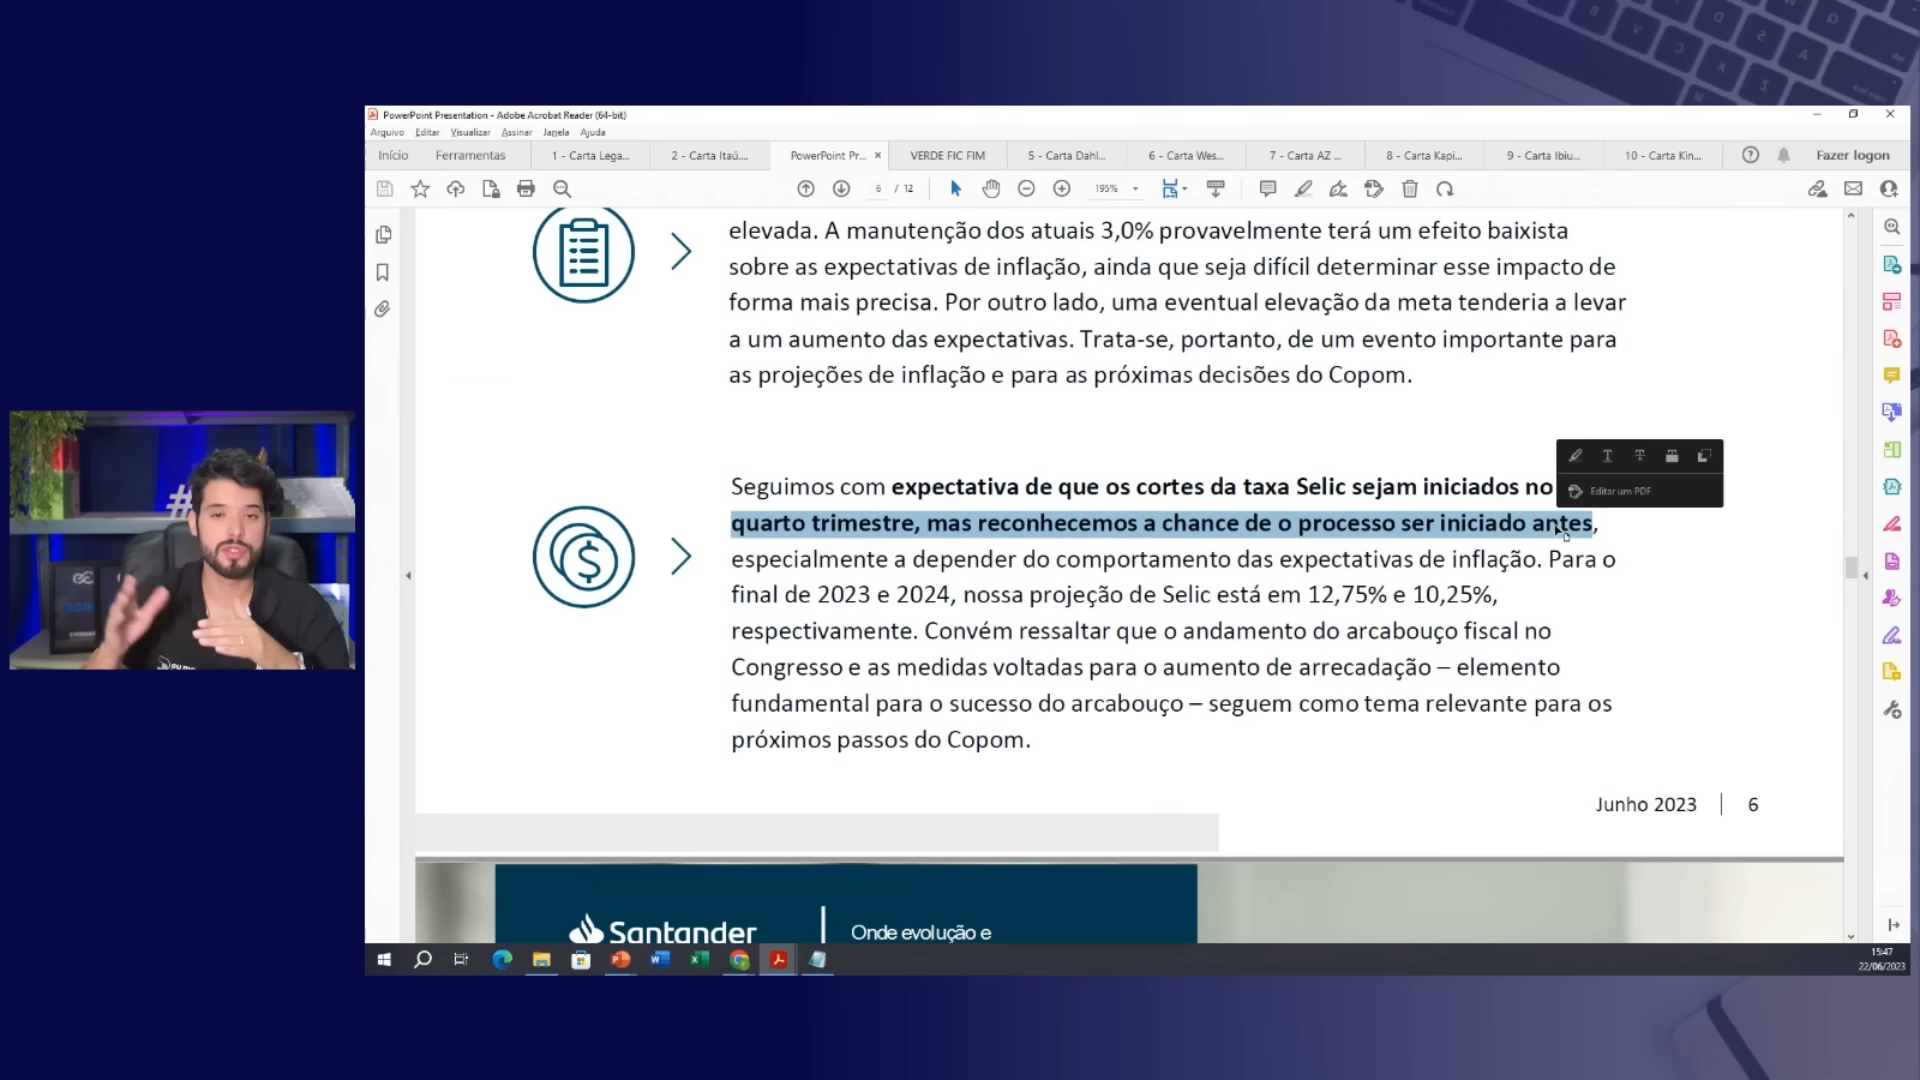 PowerPoint Presentation - Adobe Acrobat Reader (64-bit)
Arquivo Editar Visualizar Assinar Janela Ajuda
Início Ferramentas 1 - Carta Lega... 2 - Carta Itaú.... PowerPoint Pr... × VERDE FIC FIM 5 - Carta Dahl... 6 - Carta Wes... 7 - Carta AZ ... 8 - Carta Kapi... 9 - Carta Ibiu... 10 - Carta Kin... Fazer logon
6 / 12 195%
elevada. A manutenção dos atuais 3,0% provavelmente terá um efeito baixista
sobre as expectativas de inflação, ainda que seja difícil determinar esse impacto de
forma mais precisa. Por outro lado, uma eventual elevação da meta tenderia a levar
a um aumento das expectativas. Trata-se, portanto, de um evento importante para
as projeções de inflação e para as próximas decisões do Copom.
Editar um PDF
Seguimos com expectativa de que os cortes da taxa Selic sejam iniciados no
quarto trimestre, mas reconhecemos a chance de o processo ser iniciado antes,
especialmente a depender do comportamento das expectativas de inflação. Para o
final de 2023 e 2024, nossa projeção de Selic está em 12,75% e 10,25%,
respectivamente. Convém ressaltar que o andamento do arcabouço fiscal no
Congresso e as medidas voltadas para o aumento de arrecadação – elemento
fundamental para o sucesso do arcabouço – seguem como tema relevante para os
próximos passos do Copom.
Junho 2023 | 6
Santander | Onde evolução e
15:47
22/06/2023
#